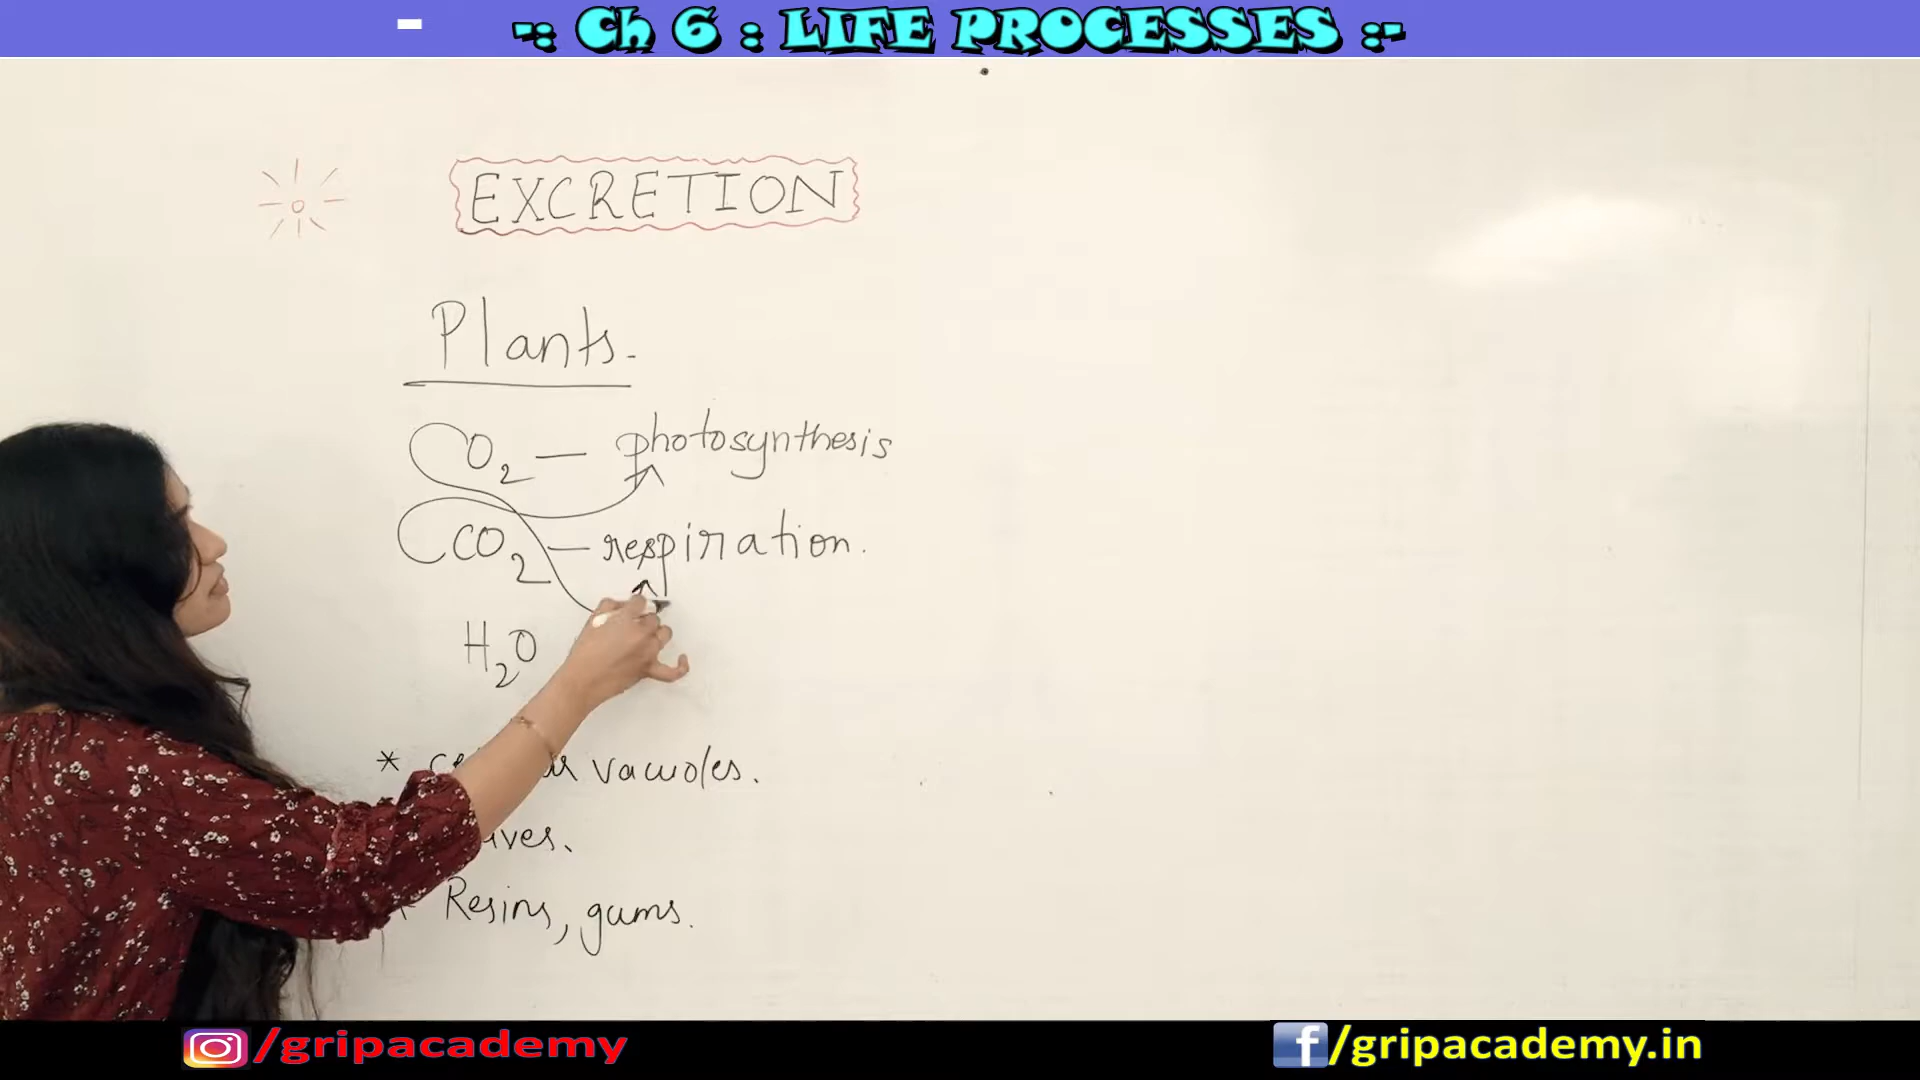 -: Ch 6 : LIFE PROCESSES :-
EXCRETION
Plants.
O2 — photosynthesis
CO2 — respiration.
H2O
* vacuoles.
Resins, gums.
/gripacademy
f/gripacademy.in